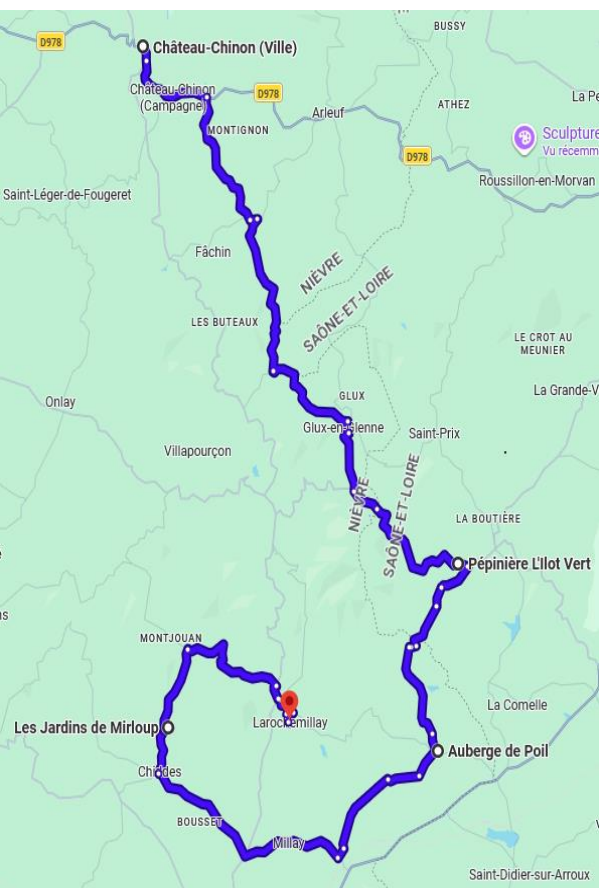 BUSSY
D978
Château-Chinon (Ville)
Château-Chinon
(Campagne)
D978
La Pe
ATHEZ
Arleuf
MONTIGNON
Sculpture
Vu récemm
D978
Roussillon-en-Morvan
Saint-Léger-de-Fougeret
Fâchin
NIÈVRE
SAÔNE-ET-LOIRE
LES BUTEAUX
LE CROT AU
MEUNIER
La Grande-V
GLUX
Onlay
Glux-en-Glenne
Saint-Prix
Villapourçon
NIÈVRE
SAÔNE-ET-LOIRE
LA BOUTIÈRE
Pépinière L'Ilot Vert
ns
MONTJOUAN
La Comelle
Larochemillay
Les Jardins de Mirloup
Auberge de Poil
Chiddes
BOUSSET
Millay
Saint-Didier-sur-Arroux